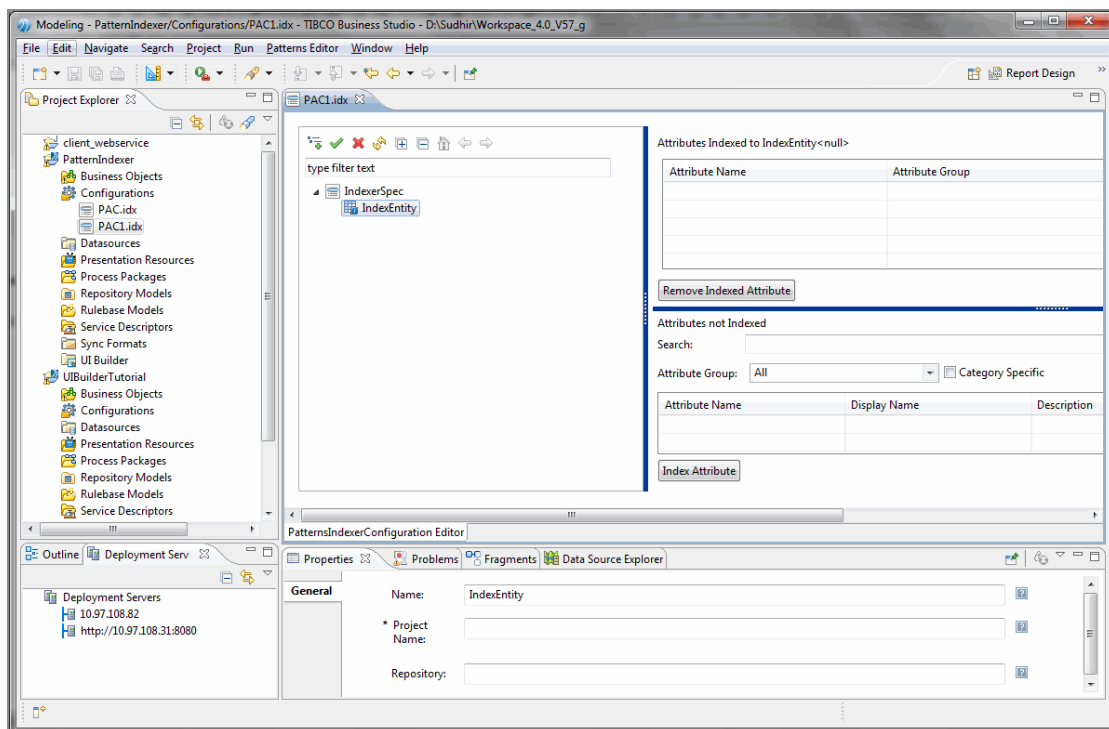 Modeling - PatternIndexer/Configurations/PAC1.idx - TIBCO Business Studio - D:\Sudhir\Workspace_4.0_V57_g
File Edit Navigate Search Project Run Patterns Editor Window Help
Report Design
Project Explorer
client_webservice
PatternIndexer
Business Objects
Configurations
PAC.idx
PAC1.idx
Datasources
Presentation Resources
Process Packages
Repository Models
Rulebase Models
Service Descriptors
Sync Formats
UI Builder
UIBuilderTutorial
Business Objects
Configurations
Datasources
Presentation Resources
Process Packages
Repository Models
Rulebase Models
Service Descriptors
PAC1.idx
type filter text
IndexerSpec
IndexEntity
Attributes Indexed to IndexEntity<null>
Attribute Name Attribute Group
Remove Indexed Attribute
Attributes not Indexed
Search:
Attribute Group: All Category Specific
Attribute Name Display Name Description
Index Attribute
PatternsIndexerConfiguration Editor
Outline Deployment Serv
Deployment Servers
10.97.108.82
http://10.97.108.31:8080
Properties Problems Fragments Data Source Explorer
General
Name: IndexEntity
* Project
Name:
Repository: